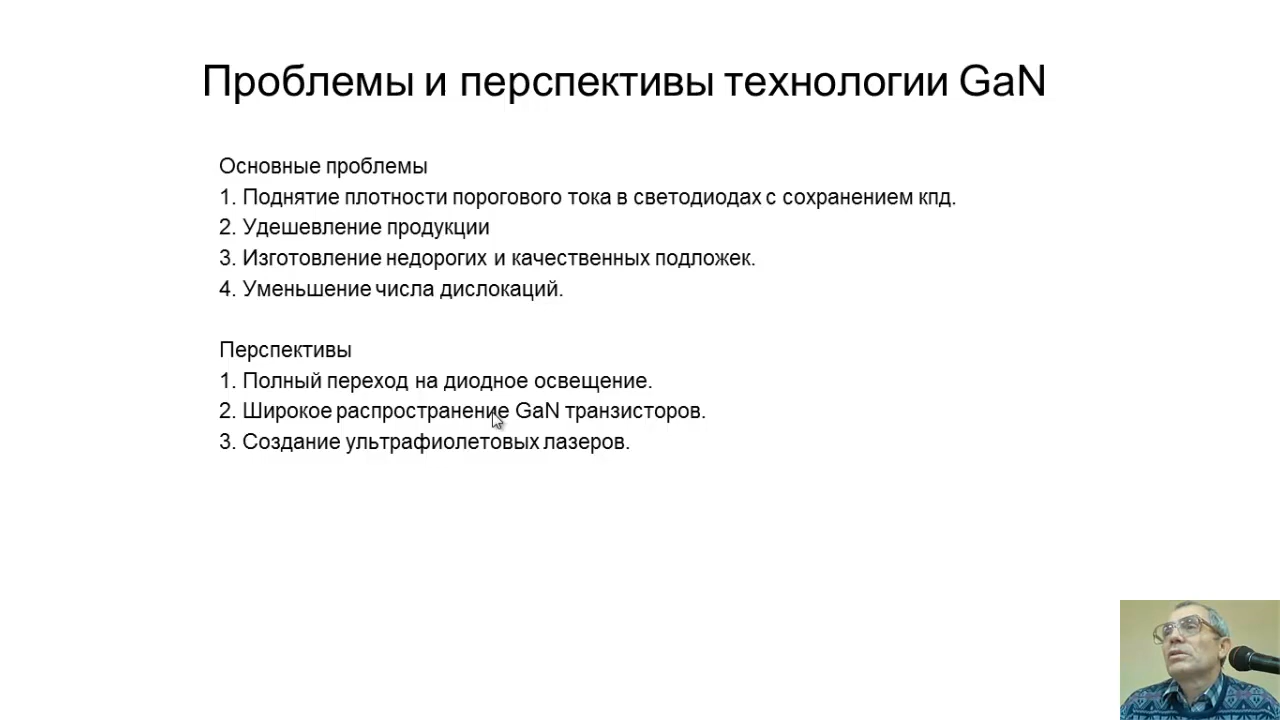 Проблемы и перспективы технологии GaN
Основные проблемы
1. Поднятие плотности порогового тока в светодиодах с сохранением кпд.
2. Удешевление продукции
3. Изготовление недорогих и качественных подложек.
4. Уменьшение числа дислокаций.
Перспективы
1. Полный переход на диодное освещение.
2. Широкое распространение GaN транзисторов.
3. Создание ультрафиолетовых лазеров.